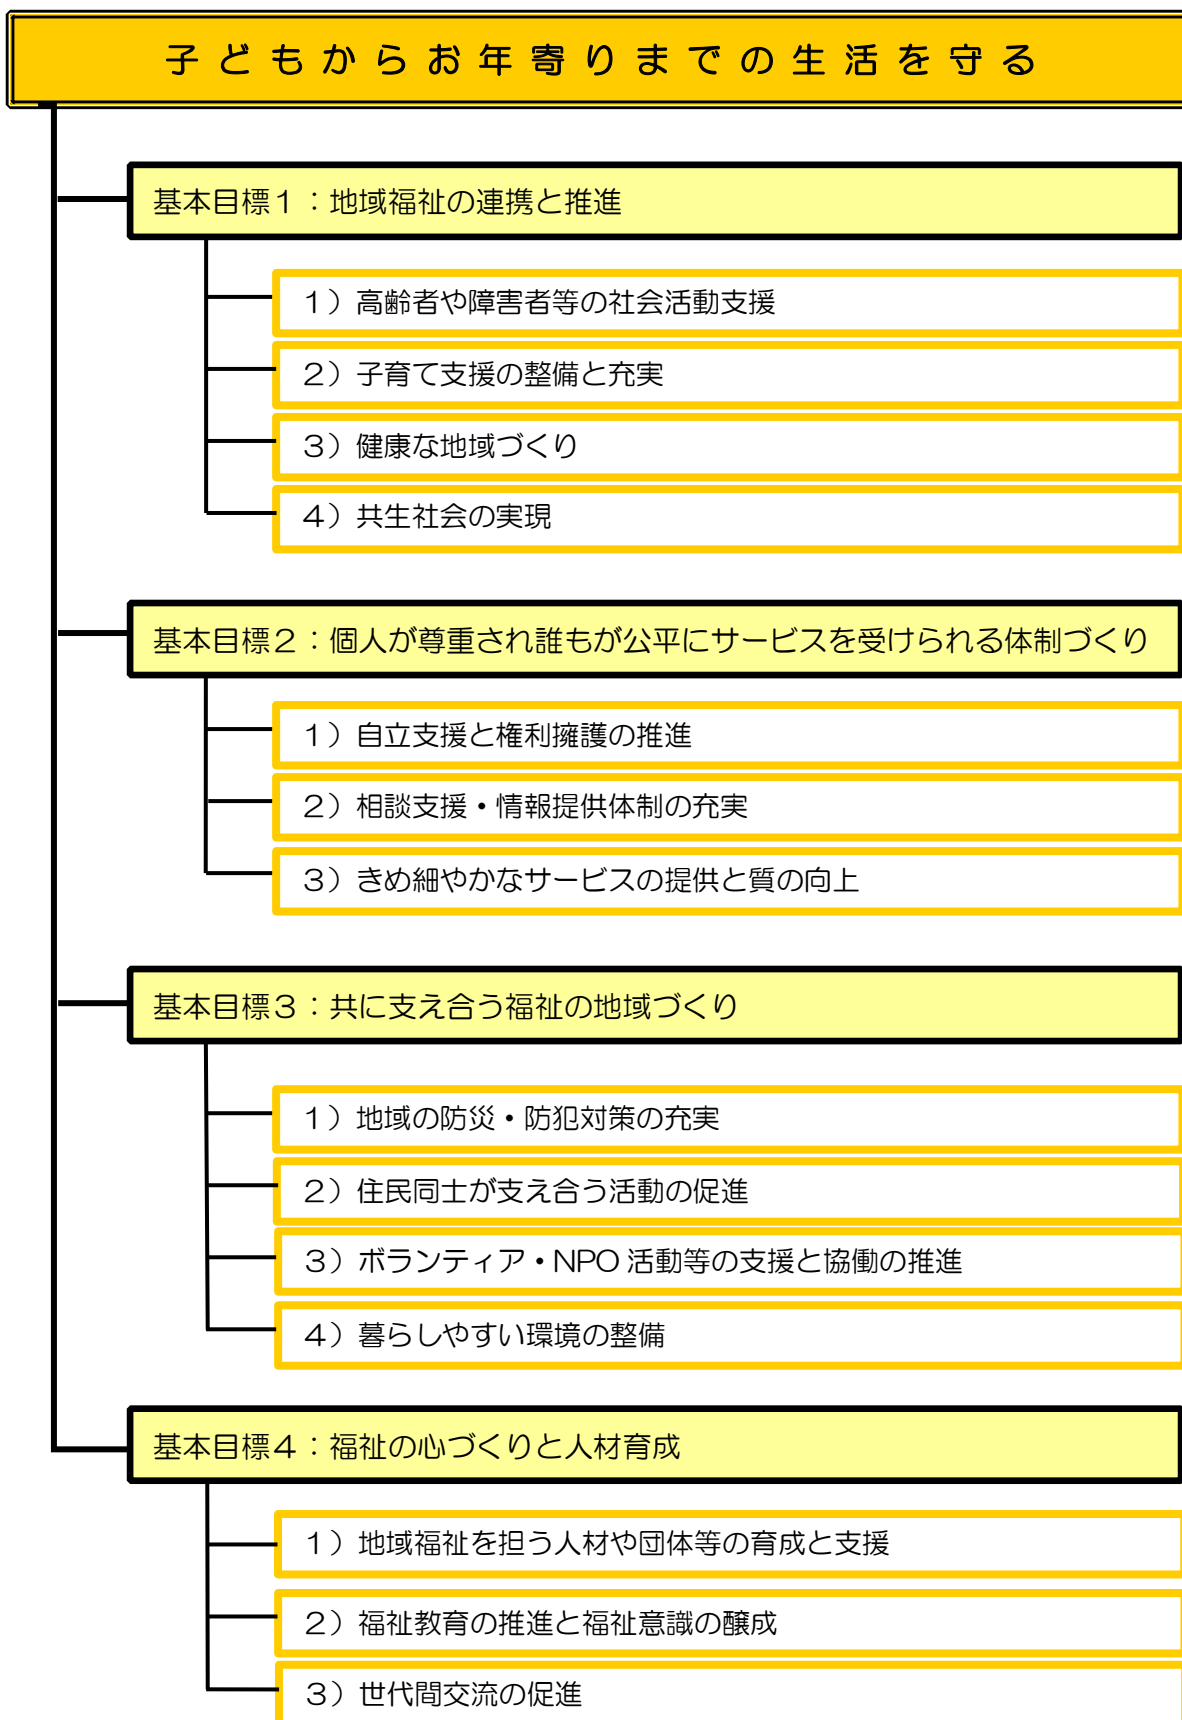 子どもからお年寄りまでの生活を守る
基本目標１：地域福祉の連携と推進
１）高齢者や障害者等の社会活動支援
２）子育て支援の整備と充実
３）健康な地域づくり
４）共生社会の実現
基本目標２：個人が尊重され誰もが公平にサービスを受けられる体制づくり
１）自立支援と権利擁護の推進
２）相談支援・情報提供体制の充実
３）きめ細やかなサービスの提供と質の向上
基本目標３：共に支え合う福祉の地域づくり
１）地域の防災・防犯対策の充実
２）住民同士が支え合う活動の促進
３）ボランティア・NPO 活動等の支援と協働の推進
４）暮らしやすい環境の整備
基本目標４：福祉の心づくりと人材育成
１）地域福祉を担う人材や団体等の育成と支援
２）福祉教育の推進と福祉意識の醸成
３）世代間交流の促進